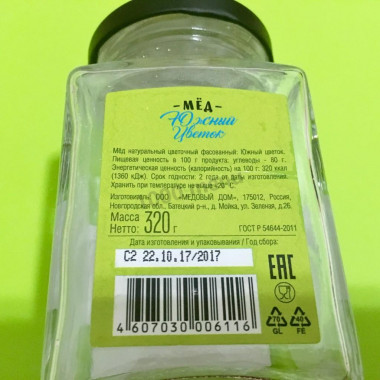 МЁД
Южный
Цветок
Мёд натуральный цветочный фасованный: Южный цветок.
Пищевая ценность в 100 г продукта: углеводы - 80 г.
Энергетическая ценность (калорийность) на 100 г: 320 ккал
(1360 кДж). Срок годности: 2 года от даты изготовления.
Хранить при температуре не выше +20° С.
Изготовитель: ООО «МЕДОВЫЙ ДОМ», 175012, Россия,
Новгородская обл., Батецкий р-н., д. Мойка, ул. Зеленая, д.26.
Масса
Нетто: 320 г
ГОСТ Р 54644-2011
Дата изготовления и упаковывания / Год сбора:
С2 22.10.17/2017
EAC
4 607030 006116
70
GL
40
FE